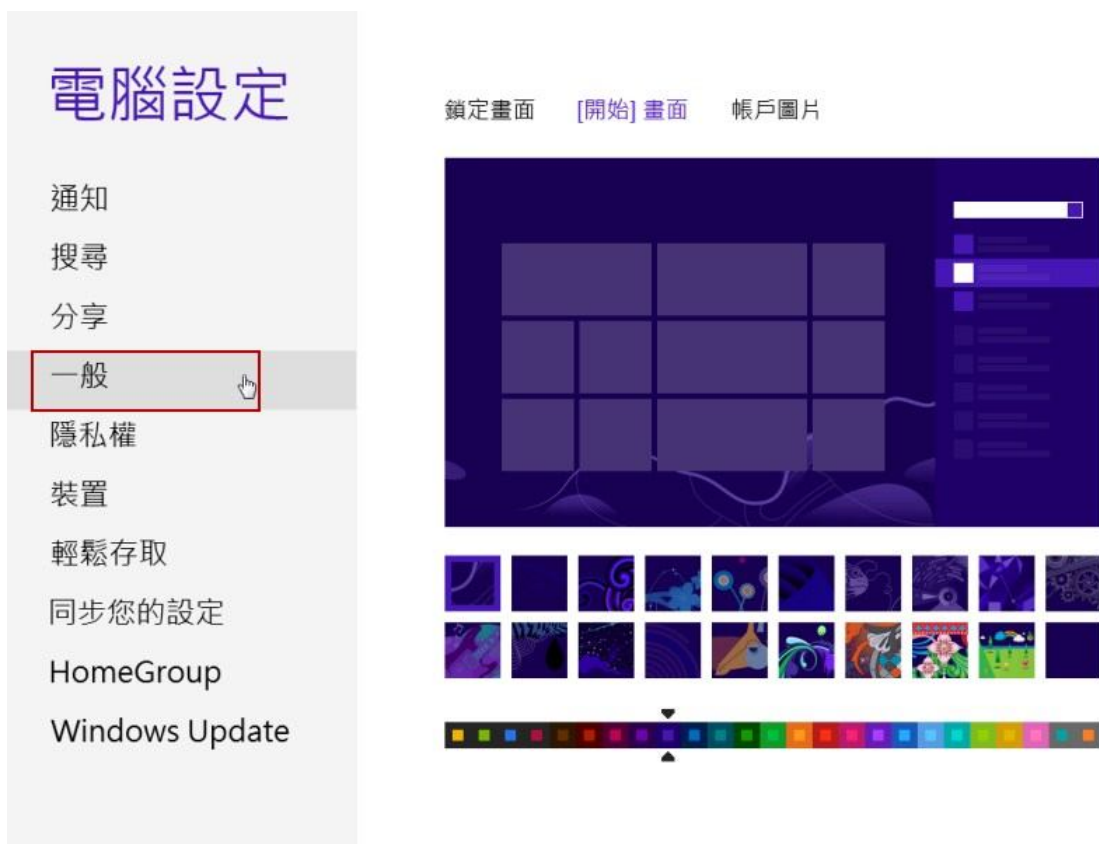 電腦設定
通知
搜尋
分享
一般
隱私權
裝置
輕鬆存取
同步您的設定
HomeGroup
Windows Update
鎖定畫面 [開始] 畫面 帳戶圖片